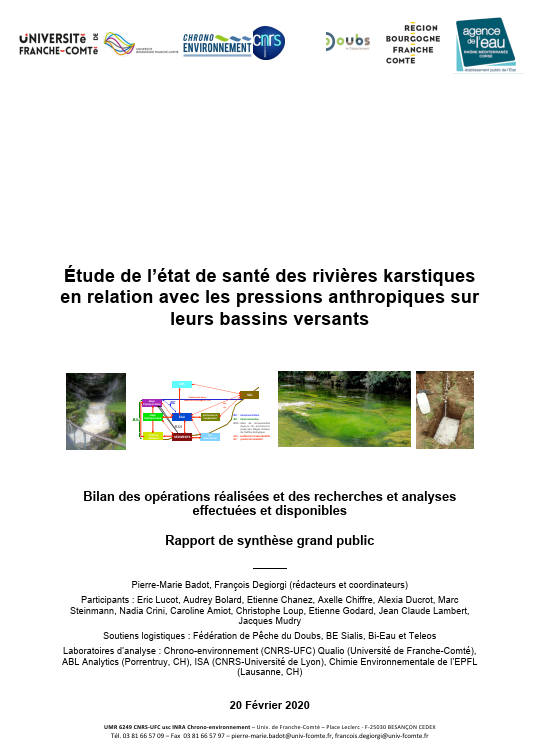 UNIVERSITĒ DE
FRANCHE-COMTĒ
CHRONO
ENVIRONNEMENT
cnrs
Doubs
le Département
RÉGION
BOURGOGNE
FRANCHE
COMTÉ
agence
de l'eau
RHÔNE MÉDITERRANÉE
CORSE
établissement public de l'État
Étude de l'état de santé des rivières karstiques
en relation avec les pressions anthropiques sur
leurs bassins versants
SEDIMENTS
Bilan des opérations réalisées et des recherches et analyses
effectuées et disponibles
Rapport de synthèse grand public
Pierre-Marie Badot, François Degiorgi (rédacteurs et coordinateurs)
Participants : Eric Lucot, Audrey Bolard, Etienne Chanez, Axelle Chiffre, Alexia Ducrot, Marc
Steinmann, Nadia Crini, Caroline Amiot, Christophe Loup, Etienne Godard, Jean Claude Lambert,
Jacques Mudry
Soutiens logistiques : Fédération de Pêche du Doubs, BE Sialis, Bi-Eau et Teleos
Laboratoires d'analyse : Chrono-environnement (CNRS-UFC) Qualio (Université de Franche-Comté),
ABL Analytics (Porrentruy, CH), ISA (CNRS-Université de Lyon), Chimie Environnementale de l'EPFL
(Lausanne, CH)
20 Février 2020
UMR 6249 CNRS-UFC usc INRA Chrono-environnement – Univ. de Franche-Comté – Place Leclerc - F-25030 BESANÇON CEDEX
Tél. 03 81 66 57 09 – Fax 03 81 66 57 97 – pierre-marie.badot@univ-fcomte.fr, francois.degiorgi@univ-fcomte.fr